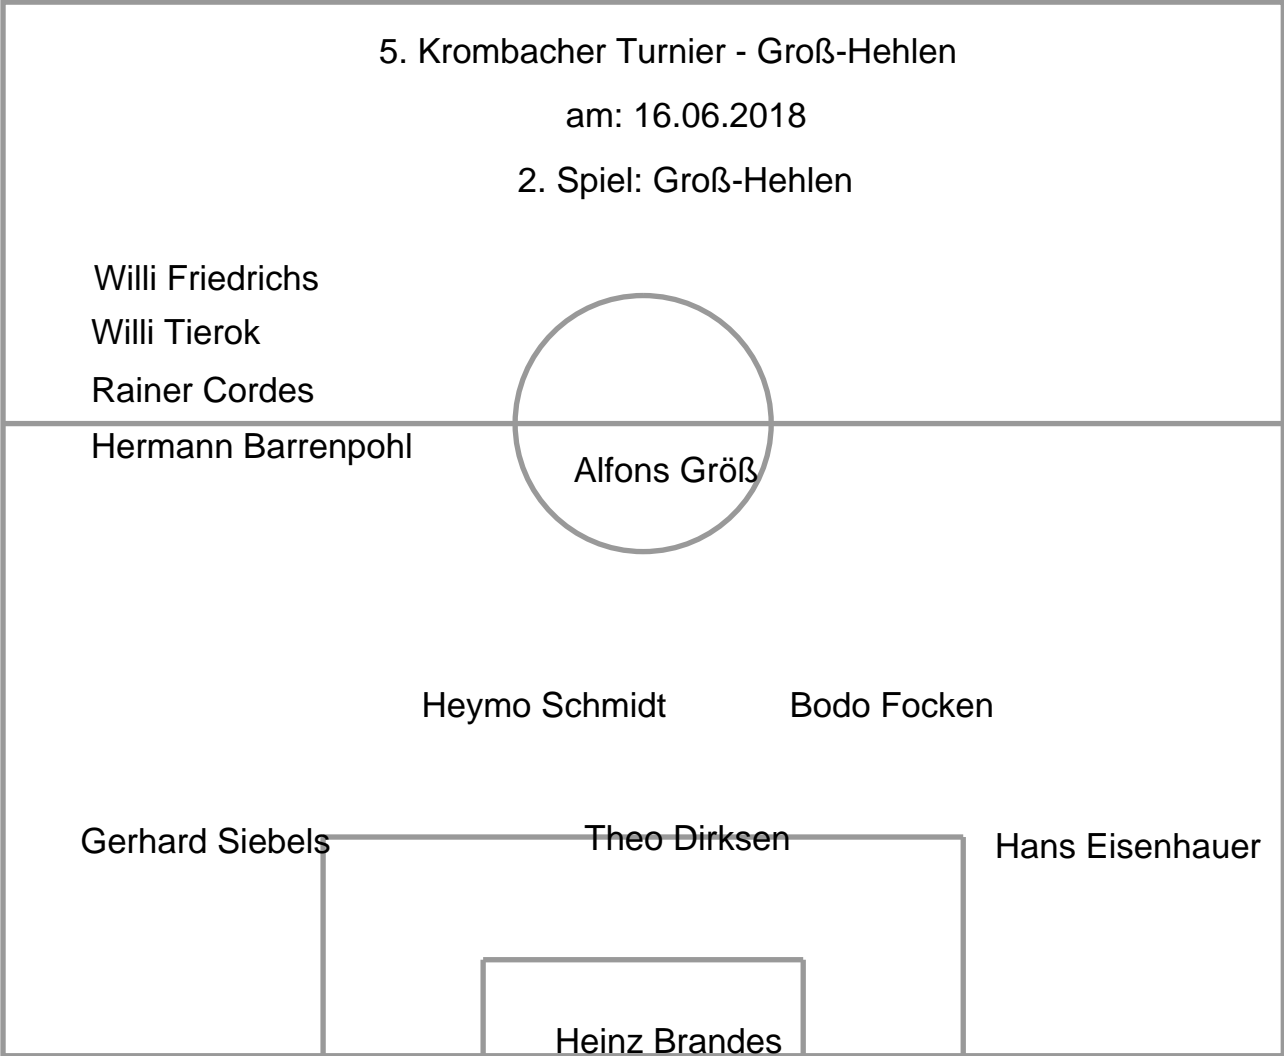 5. Krombacher Turnier - Groß-Hehlen
am: 16.06.2018
2. Spiel: Groß-Hehlen
Willi Friedrichs
Willi Tierok
Rainer Cordes
Hermann Barrenpohl
Alfons Größ
Heymo Schmidt
Bodo Focken
Gerhard Siebels
Theo Dirksen
Hans Eisenhauer
Heinz Brandes